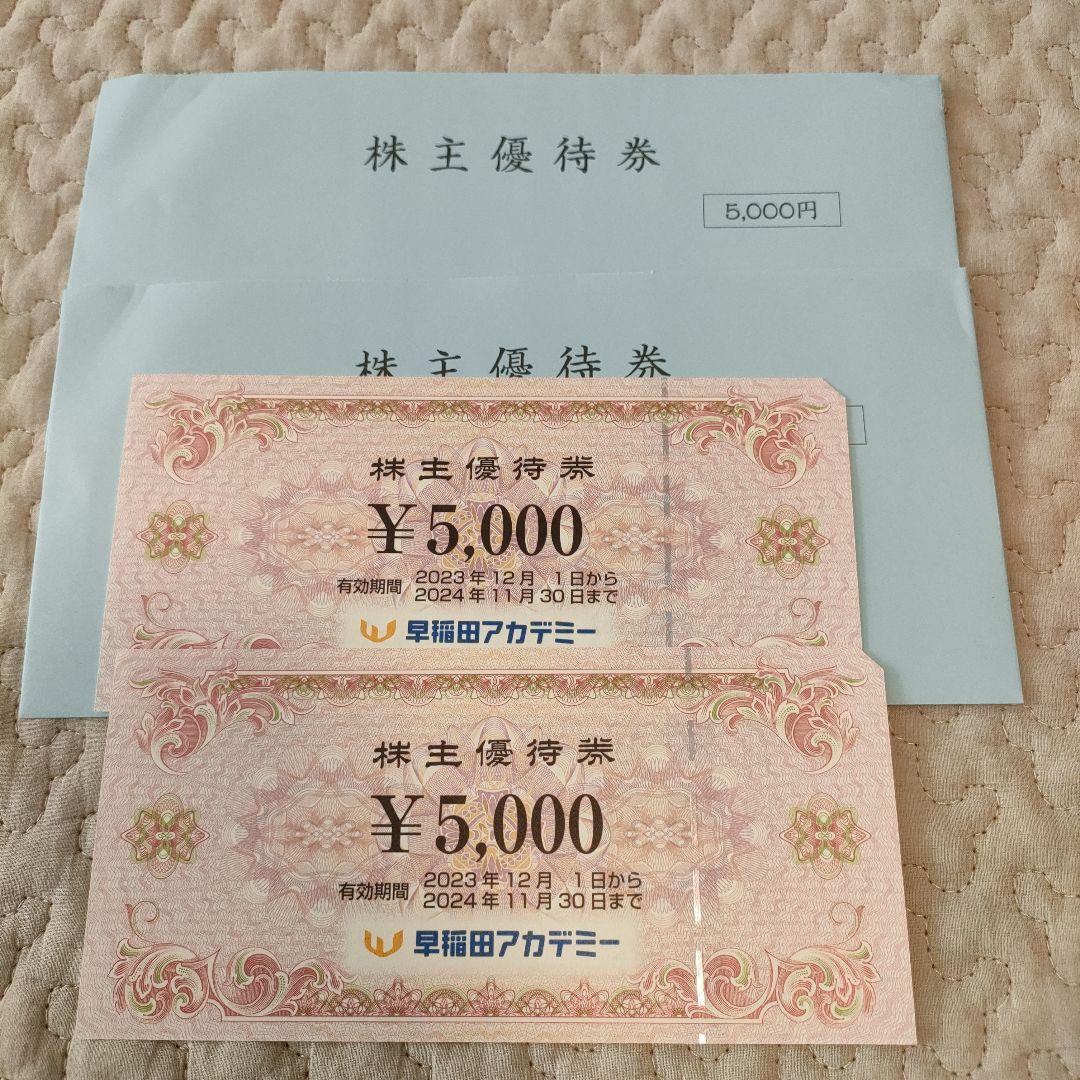 株主優待券
5,000円
株主優待券
株主優待券
￥5,000
有効期間 2023年12月 1日から
2024年11月30日まで
早稲田アカデミー
株主優待券
￥5,000
有効期間 2023年12月 1日から
2024年11月30日まで
早稲田アカデミー